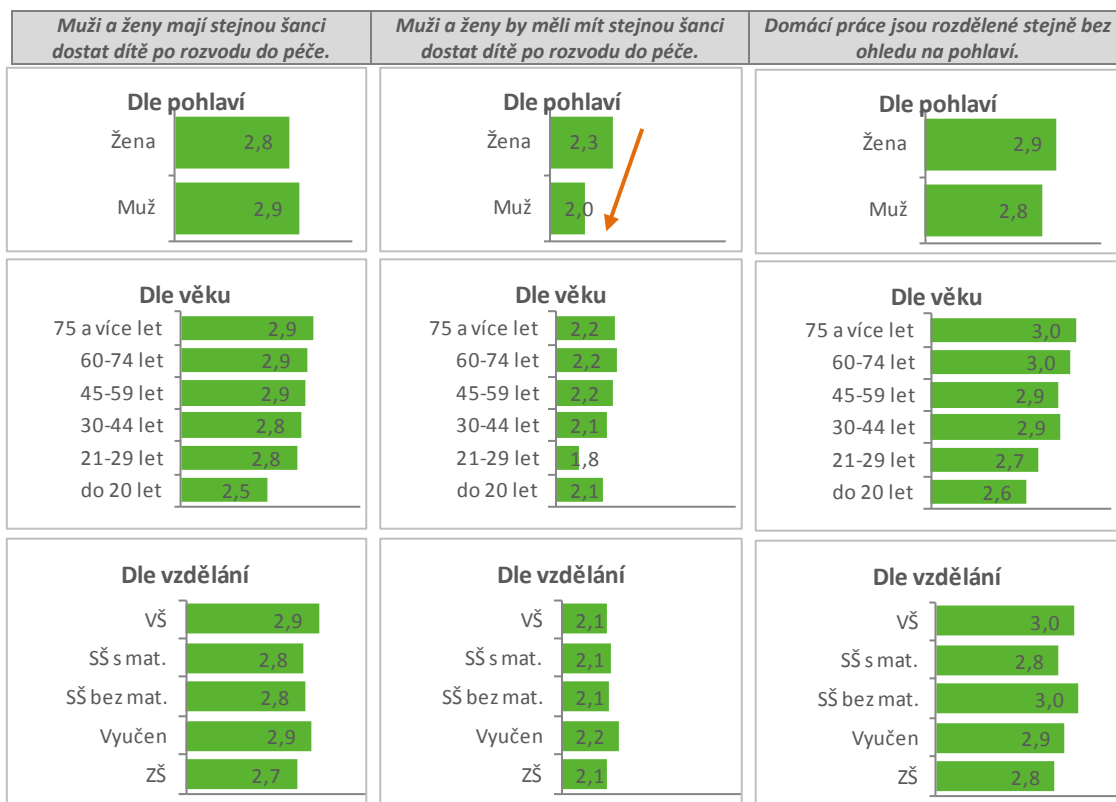 Muži a ženy mají stejnou šanci
dostat dítě po rozvodu do péče.
Muži a ženy by měli mít stejnou šanci
dostat dítě po rozvodu do péče.
Domácí práce jsou rozdělené stejně bez
ohledu na pohlaví.
Dle pohlaví
Žena 2,8
Muž 2,9
Dle pohlaví
Žena 2,3
Muž 2,0
Dle pohlaví
Žena 2,9
Muž 2,8
Dle věku
75 a více let 2,9
60-74 let 2,9
45-59 let 2,9
30-44 let 2,8
21-29 let 2,8
do 20 let 2,5
Dle věku
75 a více let 2,2
60-74 let 2,2
45-59 let 2,2
30-44 let 2,1
21-29 let 1,8
do 20 let 2,1
Dle věku
75 a více let 3,0
60-74 let 3,0
45-59 let 2,9
30-44 let 2,9
21-29 let 2,7
do 20 let 2,6
Dle vzdělání
VŠ 2,9
SŠ s mat. 2,8
SŠ bez mat. 2,8
Vyučen 2,9
ZŠ 2,7
Dle vzdělání
VŠ 2,1
SŠ s mat. 2,1
SŠ bez mat. 2,1
Vyučen 2,2
ZŠ 2,1
Dle vzdělání
VŠ 3,0
SŠ s mat. 2,8
SŠ bez mat. 3,0
Vyučen 2,9
ZŠ 2,8